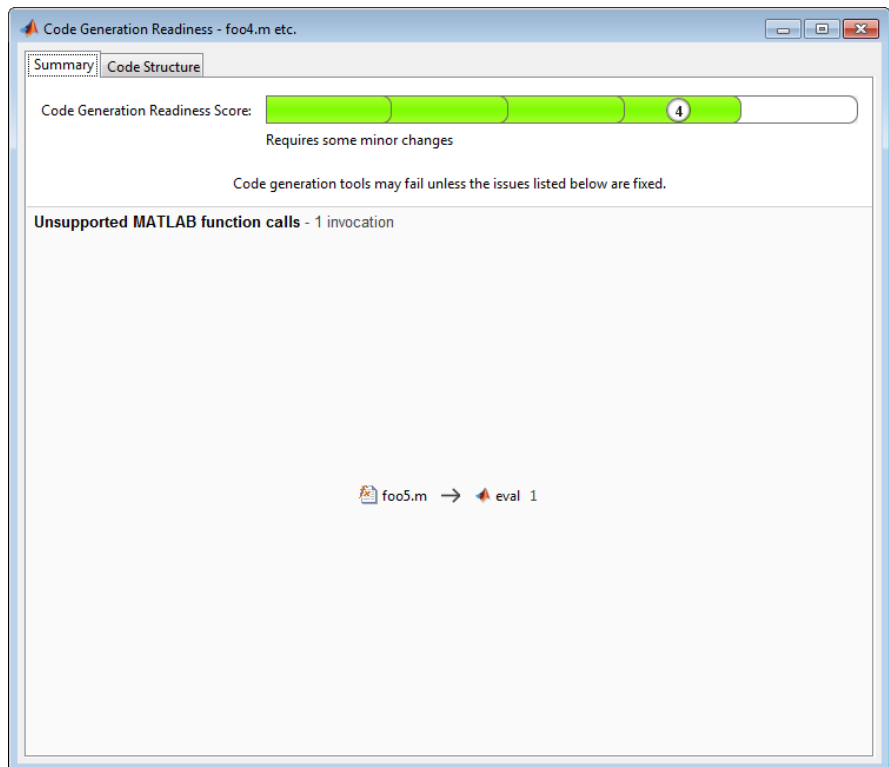 Code Generation Readiness - foo4.m etc.
Summary Code Structure
Code Generation Readiness Score: 4
Requires some minor changes
Code generation tools may fail unless the issues listed below are fixed.
Unsupported MATLAB function calls - 1 invocation
fx foo5.m → eval 1